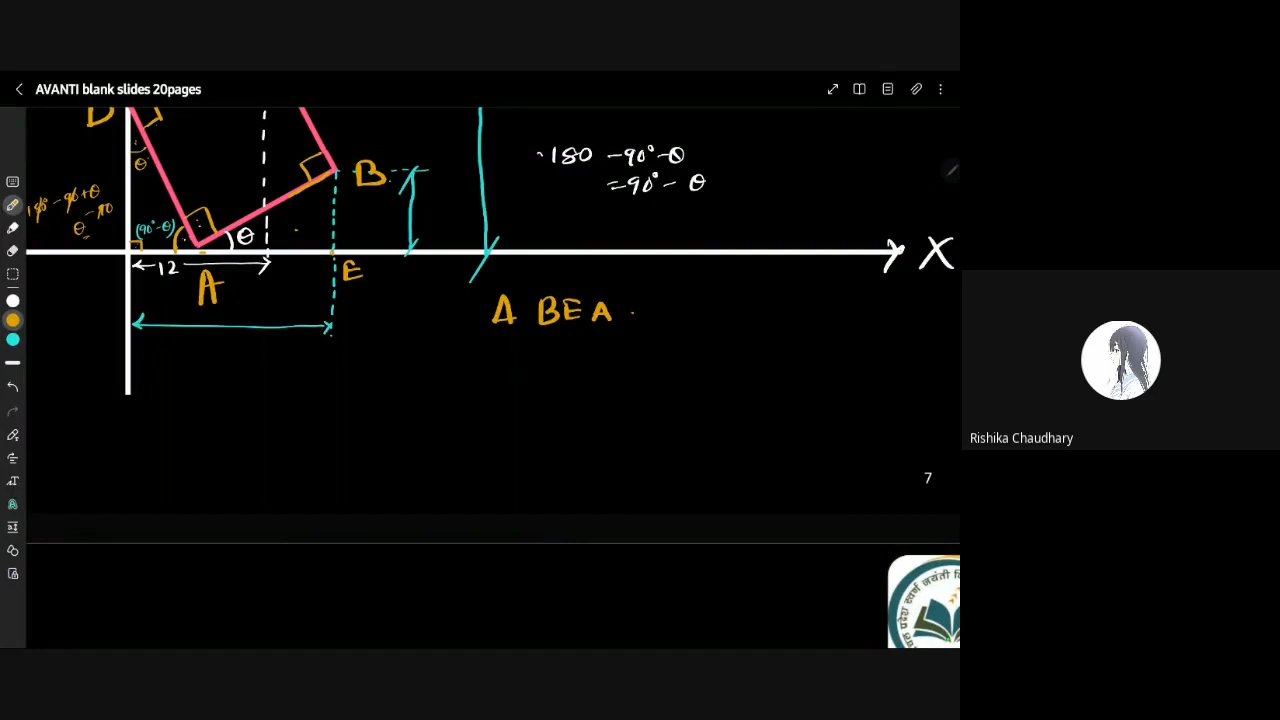 AVANTI blank slides 20pages
D
θ
·180 -90°-θ
=90°- θ
B
(90°-θ)
θ
θ
X
12
A
E
Δ BEA .
7
Rishika Chaudhary